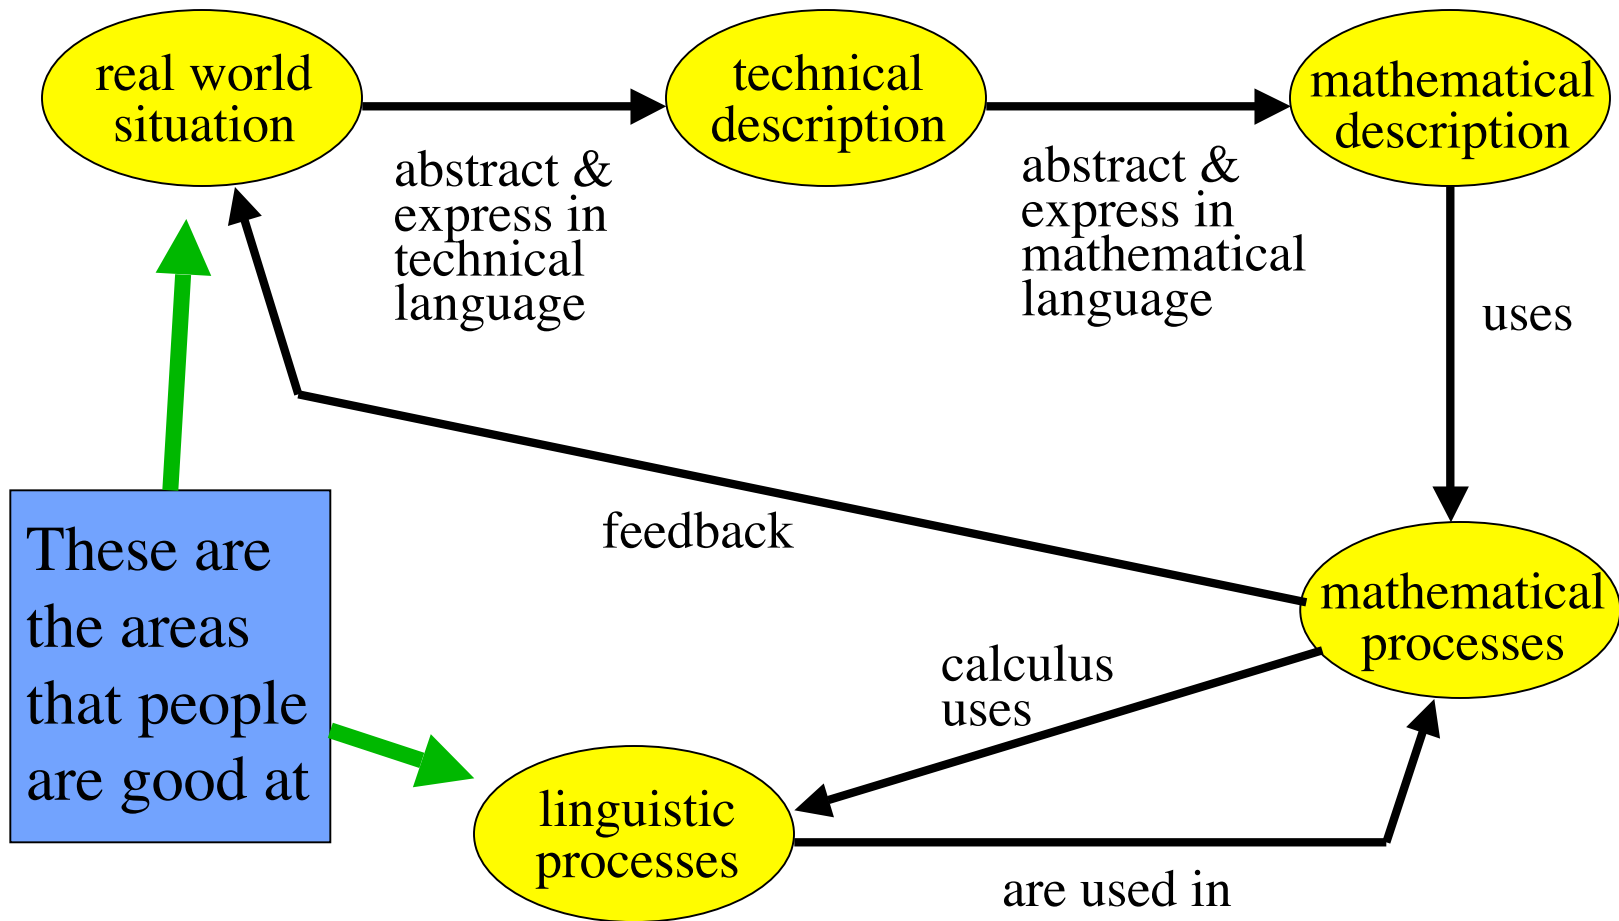 real world
situation
technical
description
mathematical
description
abstract &
express in
technical
language
abstract &
express in
mathematical
language
uses
feedback
These are
the areas
that people
are good at
mathematical
processes
calculus
uses
linguistic
processes
are used in